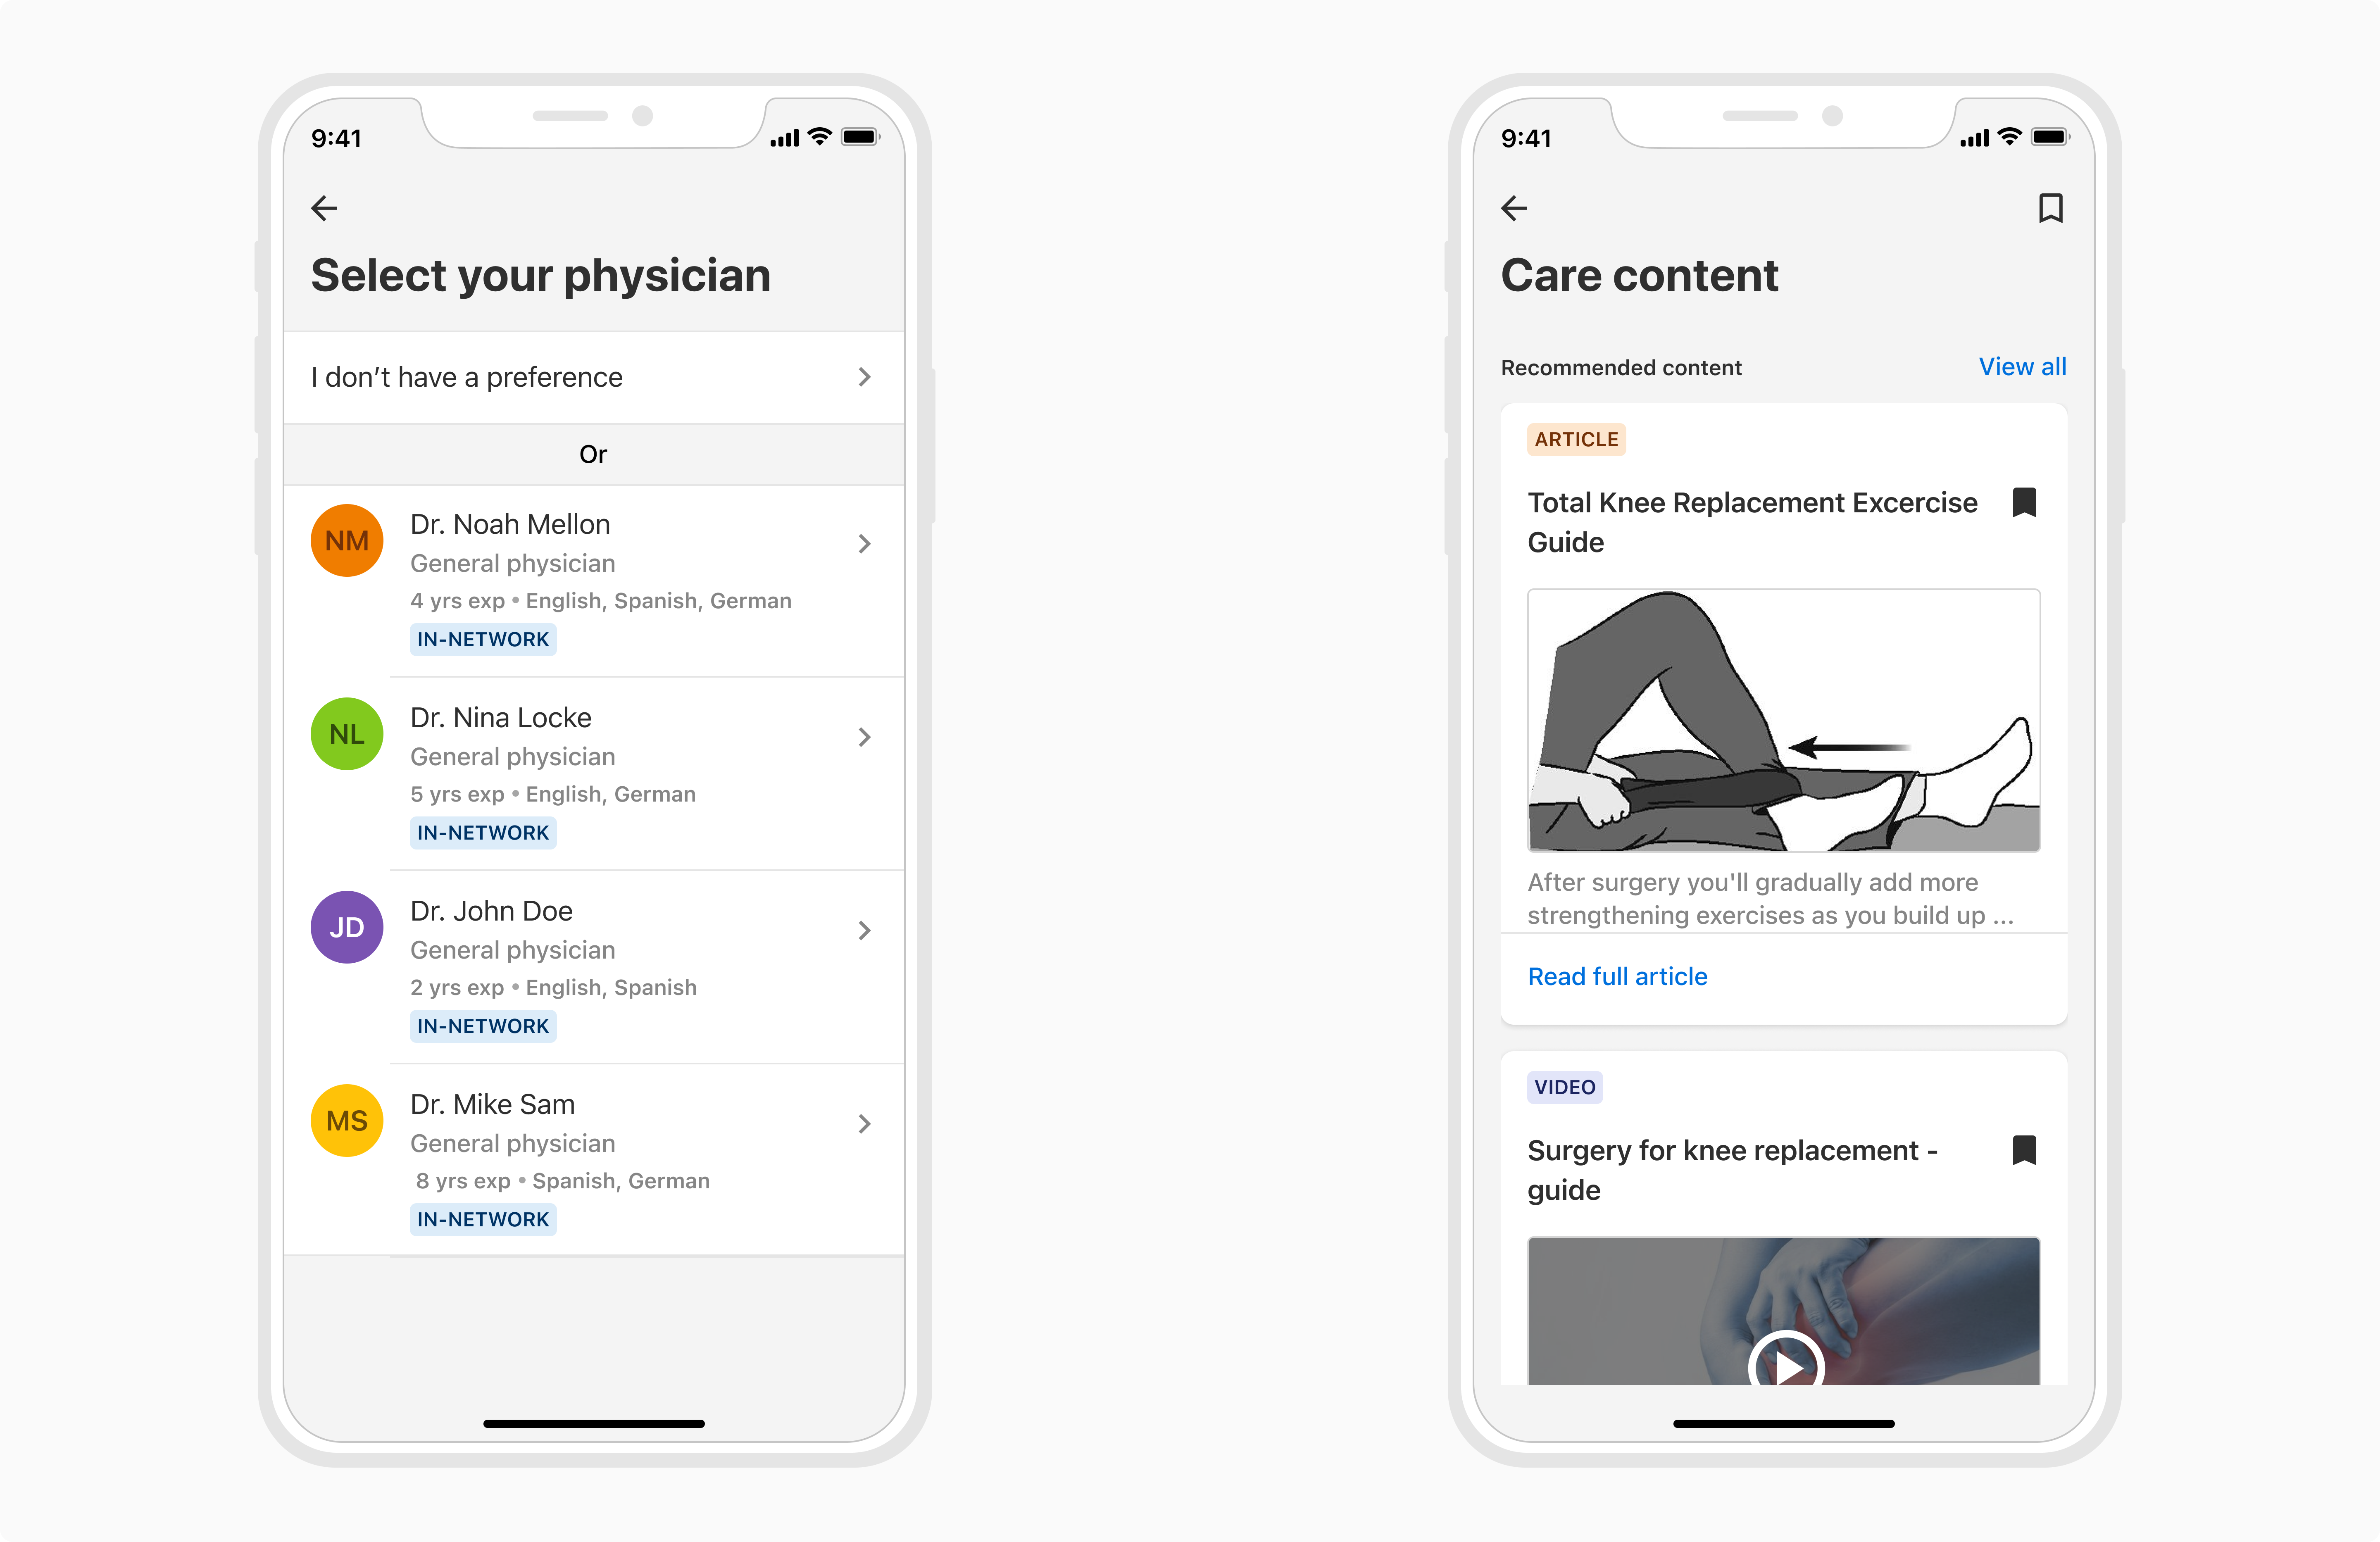 9:41
Select your physician
I don't have a preference
Or
NM
Dr. Noah Mellon
General physician
4 yrs exp • English, Spanish, German
IN-NETWORK
NL
Dr. Nina Locke
General physician
5 yrs exp • English, German
IN-NETWORK
JD
Dr. John Doe
General physician
2 yrs exp • English, Spanish
IN-NETWORK
MS
Dr. Mike Sam
General physician
8 yrs exp • Spanish, German
IN-NETWORK
9:41
Care content
Recommended content
View all
ARTICLE
Total Knee Replacement Excercise
Guide
After surgery you'll gradually add more
strengthening exercises as you build up ...
Read full article
VIDEO
Surgery for knee replacement -
guide